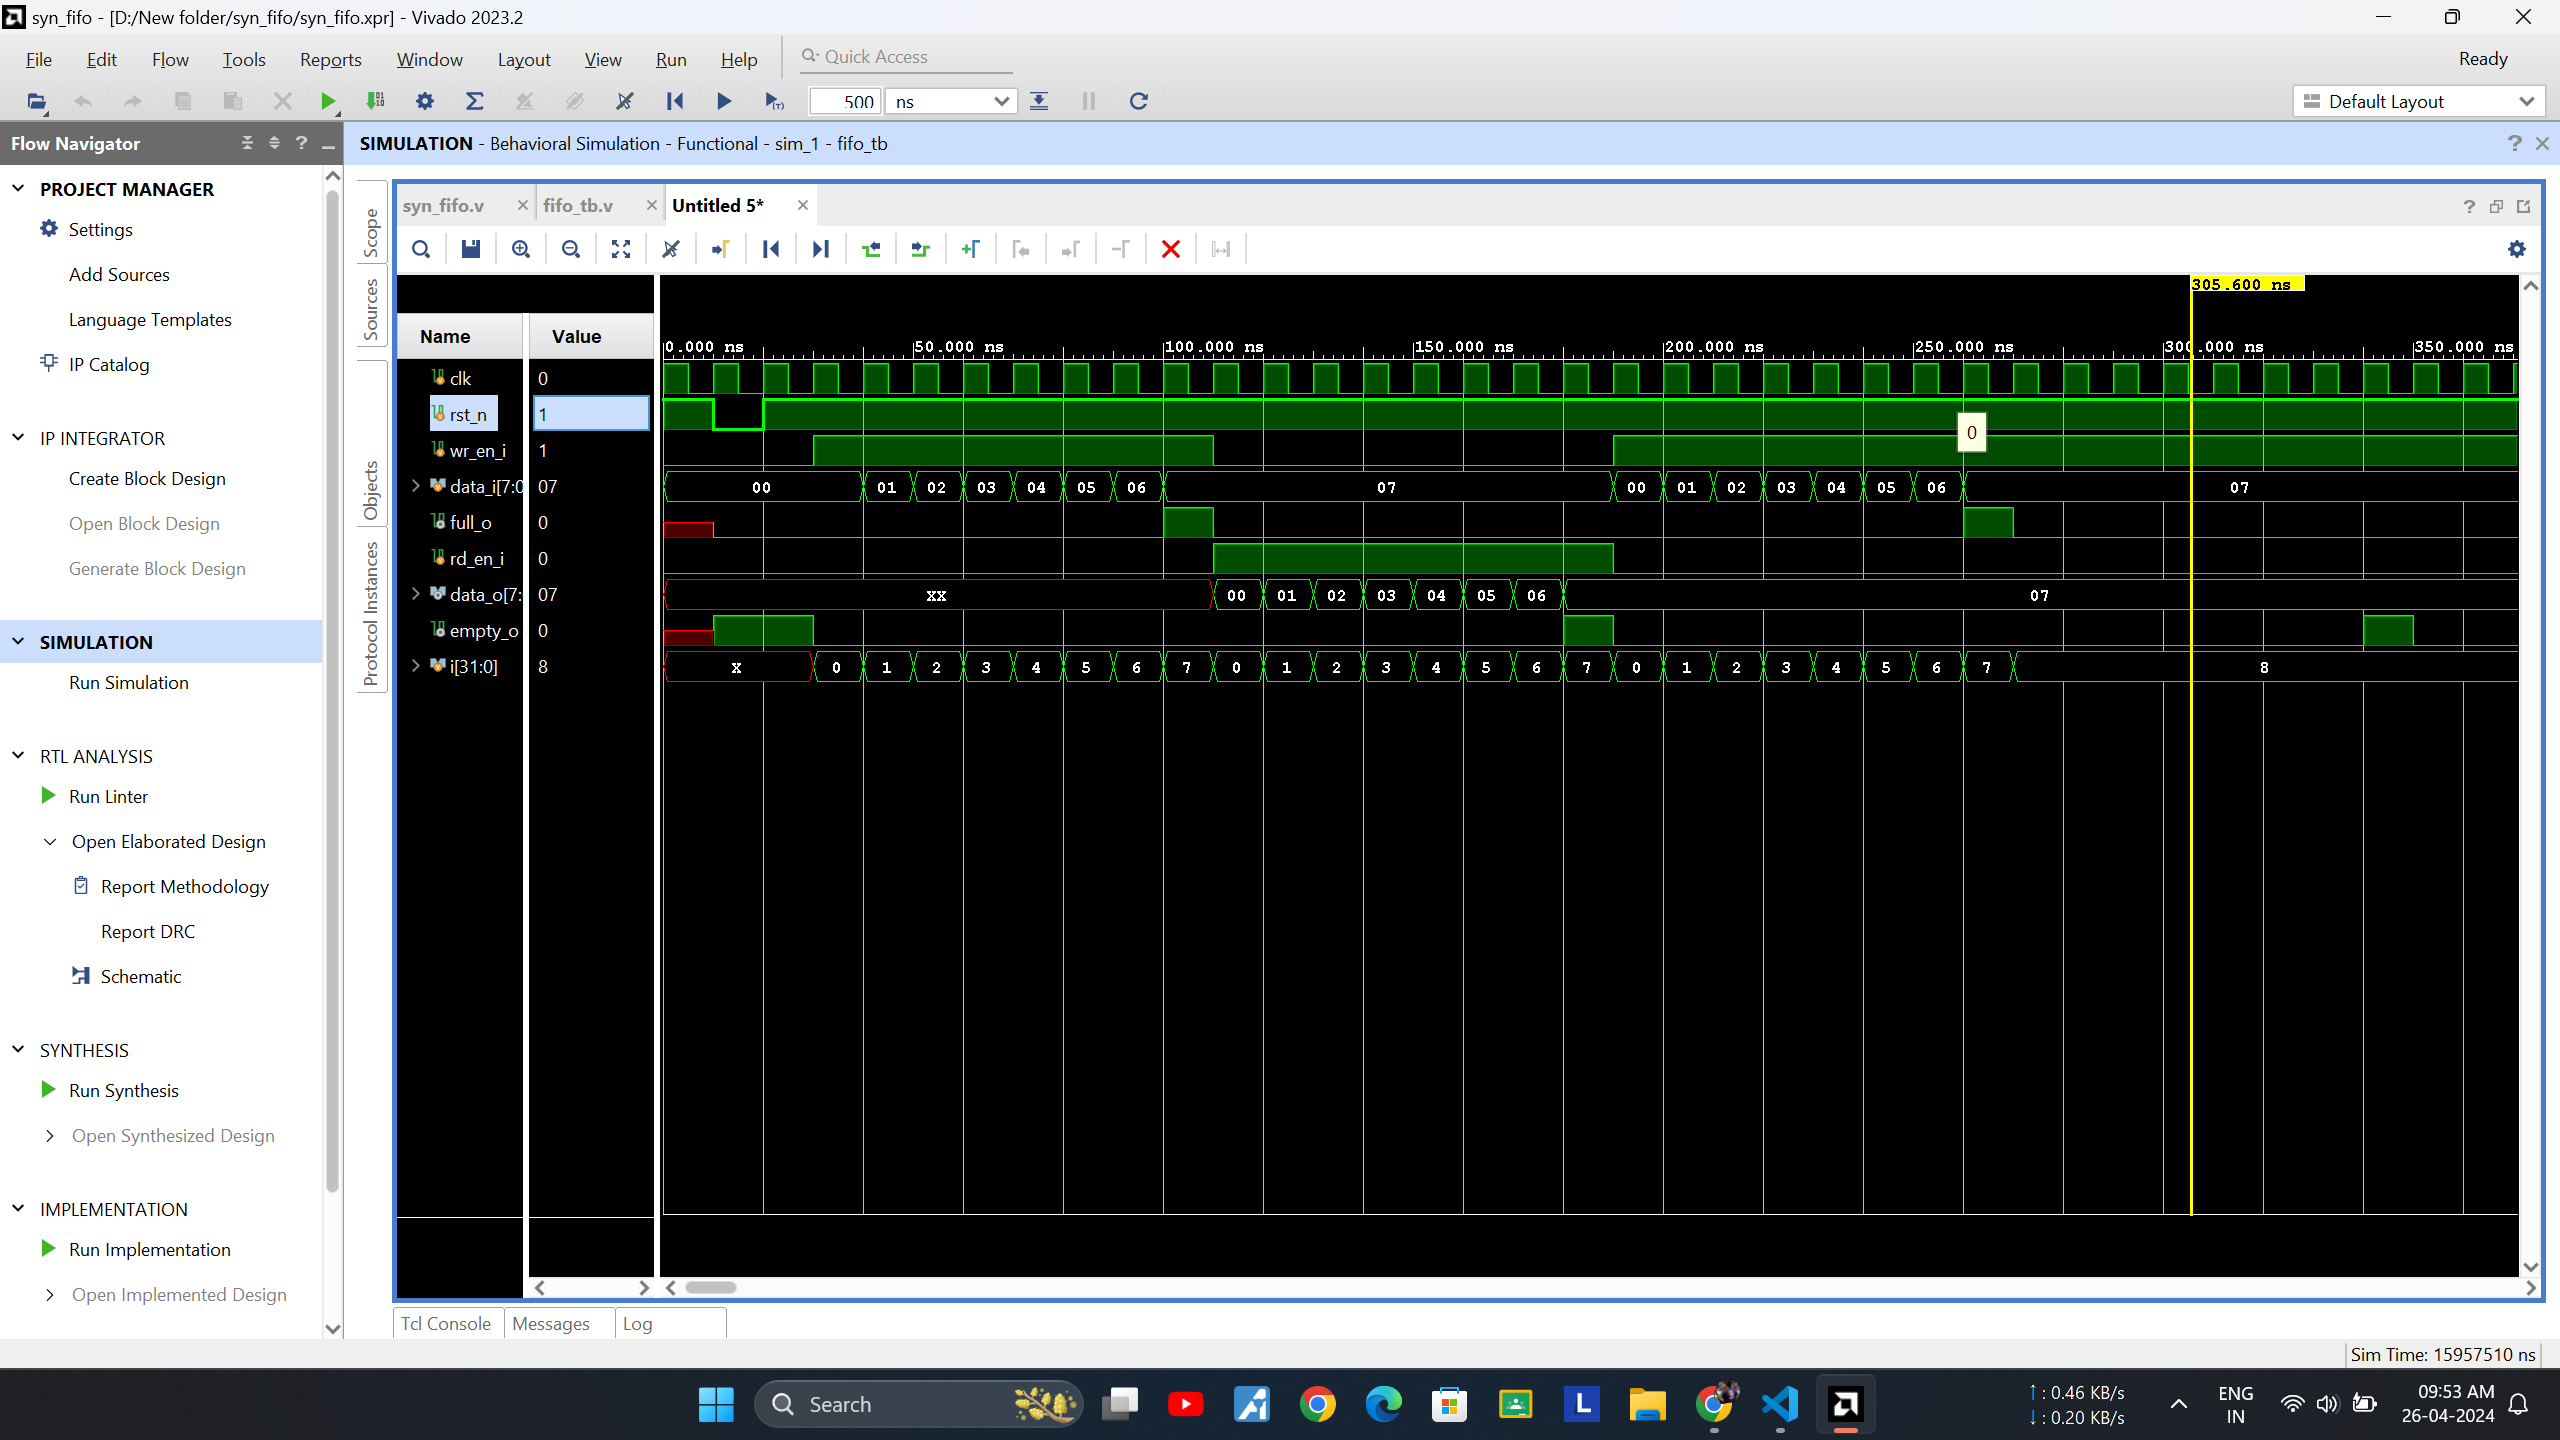 syn_fifo - [D:/New folder/syn_fifo/syn_fifo.xpr] - Vivado 2023.2
File Edit Flow Tools Reports Window Layout View Run Help Quick Access Ready
500 ns Default Layout
Flow Navigator
SIMULATION - Behavioral Simulation - Functional - sim_1 - fifo_tb
PROJECT MANAGER
Settings
Add Sources
Language Templates
IP Catalog
IP INTEGRATOR
Create Block Design
Open Block Design
Generate Block Design
SIMULATION
Run Simulation
RTL ANALYSIS
Run Linter
Open Elaborated Design
Report Methodology
Report DRC
Schematic
SYNTHESIS
Run Synthesis
Open Synthesized Design
IMPLEMENTATION
Run Implementation
Open Implemented Design
Scope
Sources
Objects
Protocol Instances
syn_fifo.v fifo_tb.v Untitled 5*
305.600 ns
Name Value
0.000 ns 50.000 ns 100.000 ns 150.000 ns 200.000 ns 250.000 ns 300.000 ns 350.000 ns
clk 0
rst_n 1
0
wr_en_i 1
data_i[7:0 07 00 01 02 03 04 05 06 07 00 01 02 03 04 05 06 07
full_o 0
rd_en_i 0
data_o[7: 07 XX 00 01 02 03 04 05 06 07
empty_o 0
i[31:0] 8 X 0 1 2 3 4 5 6 7 0 1 2 3 4 5 6 7 0 1 2 3 4 5 6 7 8
Tcl Console Messages Log
Sim Time: 15957510 ns
Search
↑ : 0.46 KB/s
↓ : 0.20 KB/s
ENG
IN
09:53 AM
26-04-2024